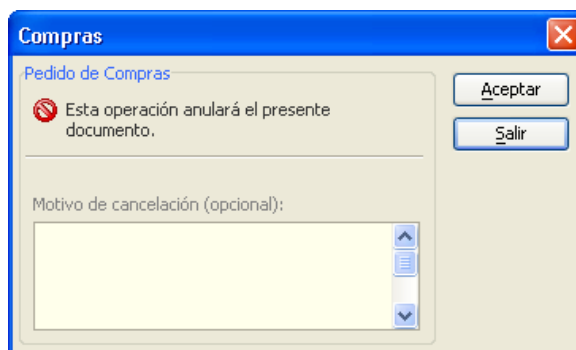 Compras
Pedido de Compras
Esta operación anulará el presente
documento.
Motivo de cancelación (opcional):
Aceptar
Salir